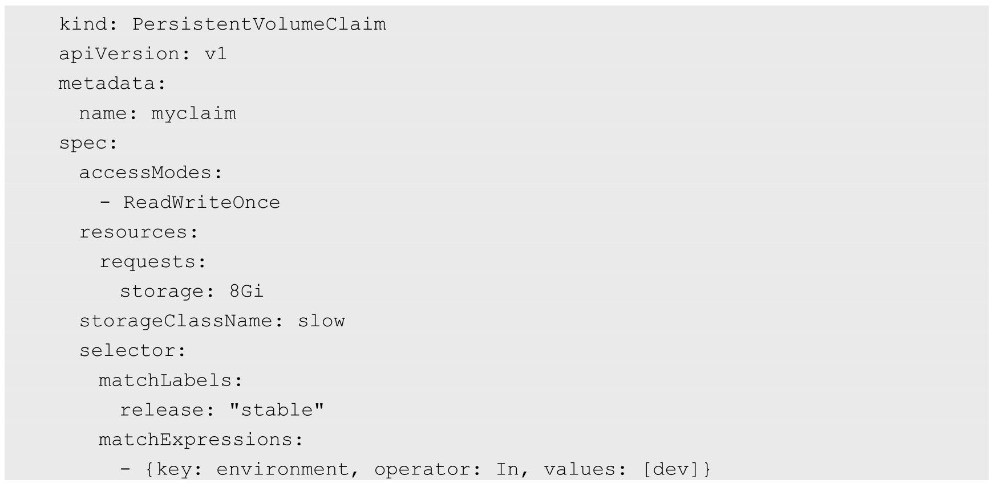 kind: PersistentVolumeClaim
apiVersion: v1
metadata:
  name: myclaim
spec:
  accessModes:
    - ReadWriteOnce
  resources:
    requests:
      storage: 8Gi
  storageClassName: slow
  selector:
    matchLabels:
      release: "stable"
    matchExpressions:
      - {key: environment, operator: In, values: [dev]}